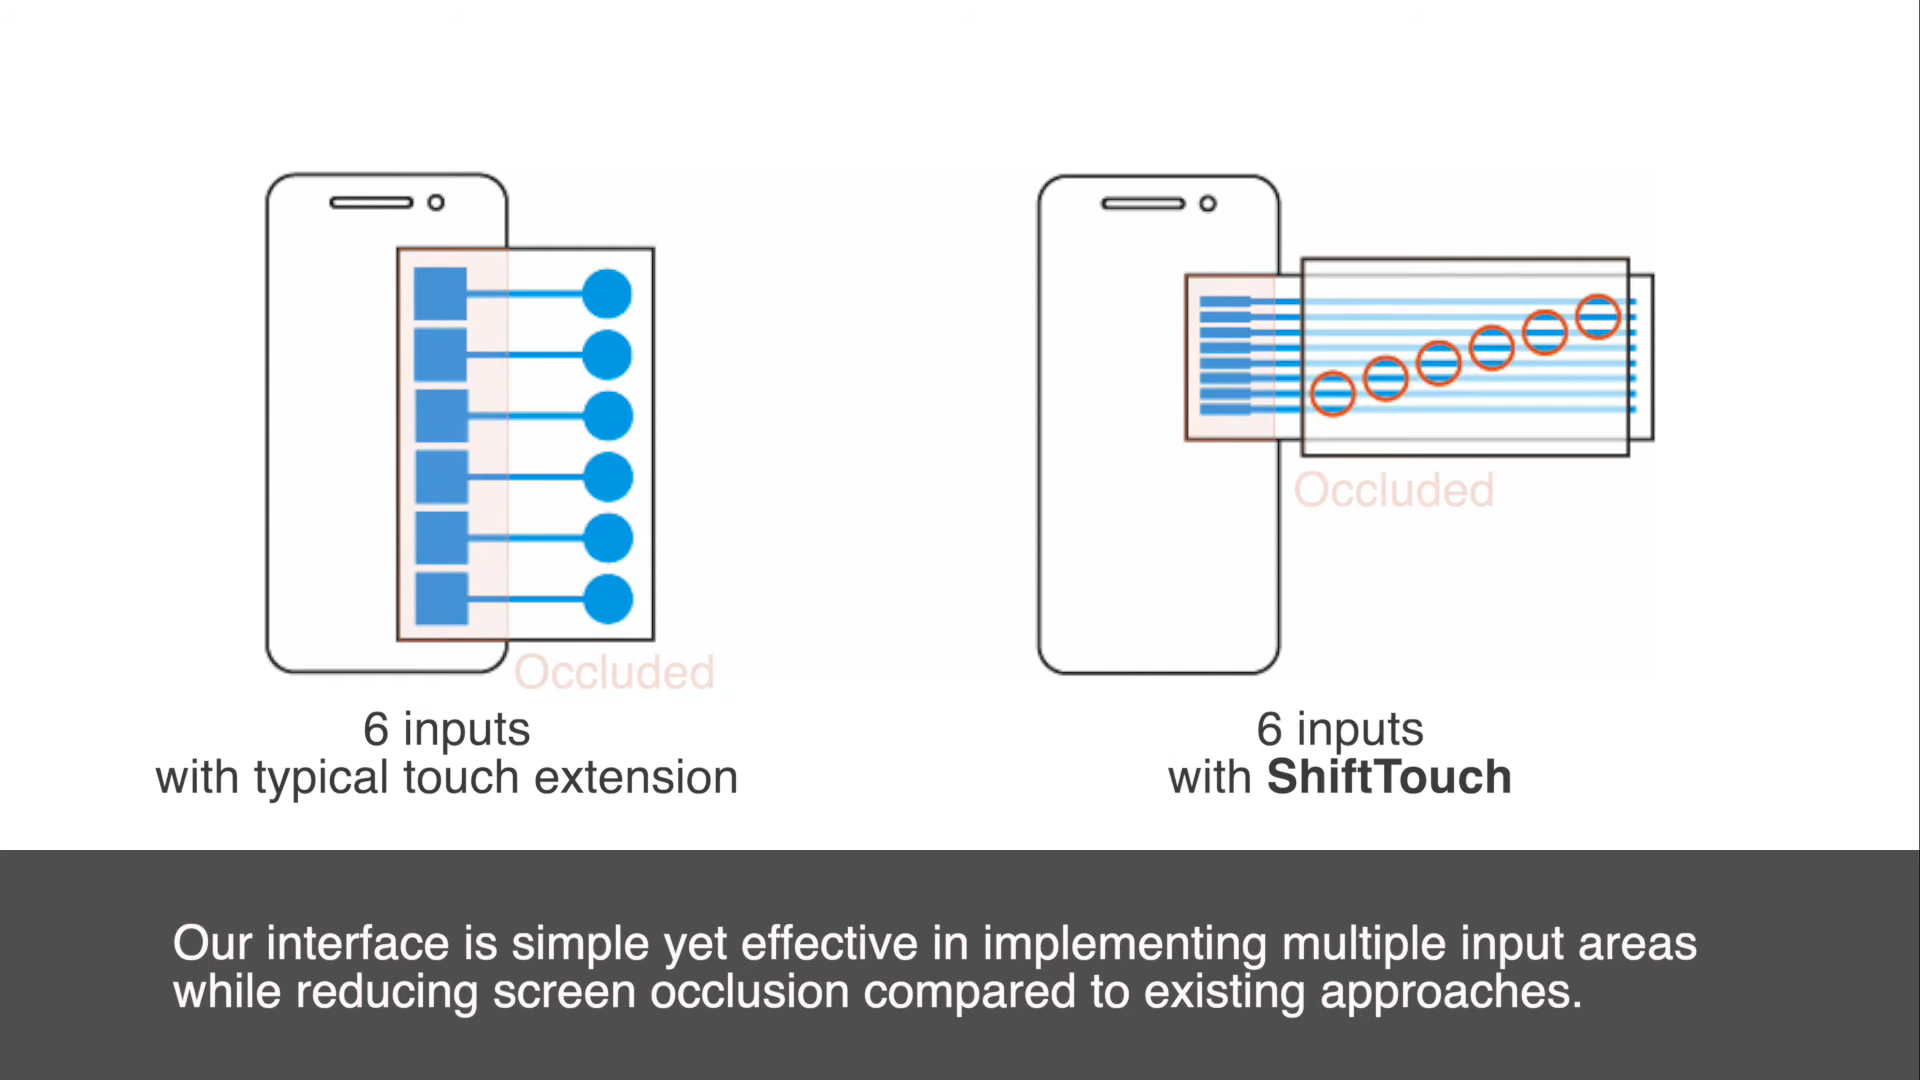 Occluded
Occluded
6 inputs
with typical touch extension
6 inputs
with ShiftTouch
Our interface is simple yet effective in implementing multiple input areas
while reducing screen occlusion compared to existing approaches.